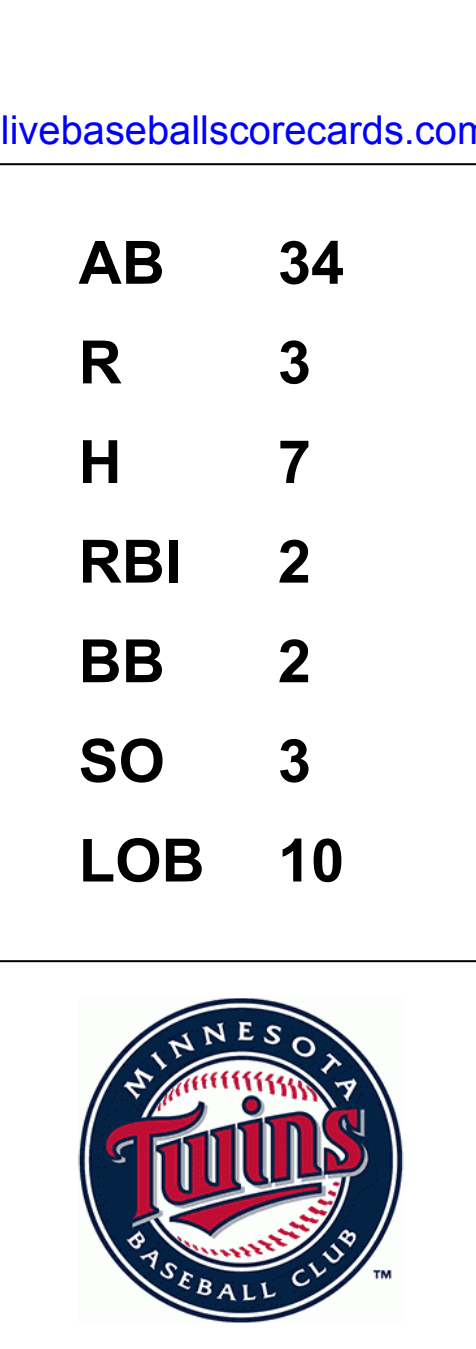 livebaseballscorecards.com
AB 34
R 3
H 7
RBI 2
BB 2
SO 3
LOB 10
MINNESOTA
Twins
BASEBALL CLUB
TM